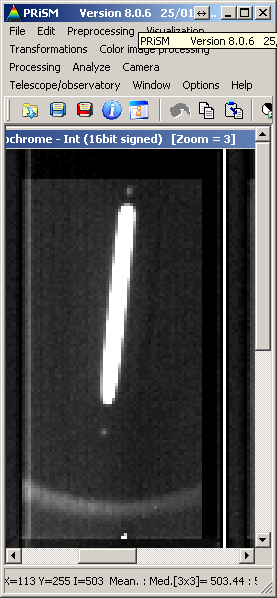 PRiSM Version 8.0.6 25/01...
File Edit Preprocessing Visualization
PRiSM Version 8.0.6 25/
Transformations Color image processing
Processing Analyze Camera
Telescope/observatory Window Options Help
ochrome - Int (16bit signed) [Zoom = 3]
X=113 Y=255 I=503 Mean. : Med.[3x3]= 503.44 : 5